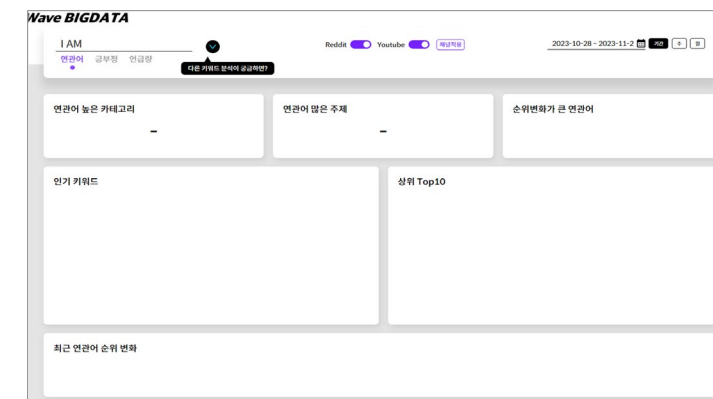 Wave BIGDATA
I AM
Reddit Youtube 채널적용
2023-10-28 ~ 2023-11-2 기간 주 월
연관어 긍부정 언급량
다른 키워드 분석이 궁금하면?
연관어 높은 카테고리
-
연관어 많은 주제
-
순위변화가 큰 연관어
인기 키워드
상위 Top10
최근 연관어 순위 변화